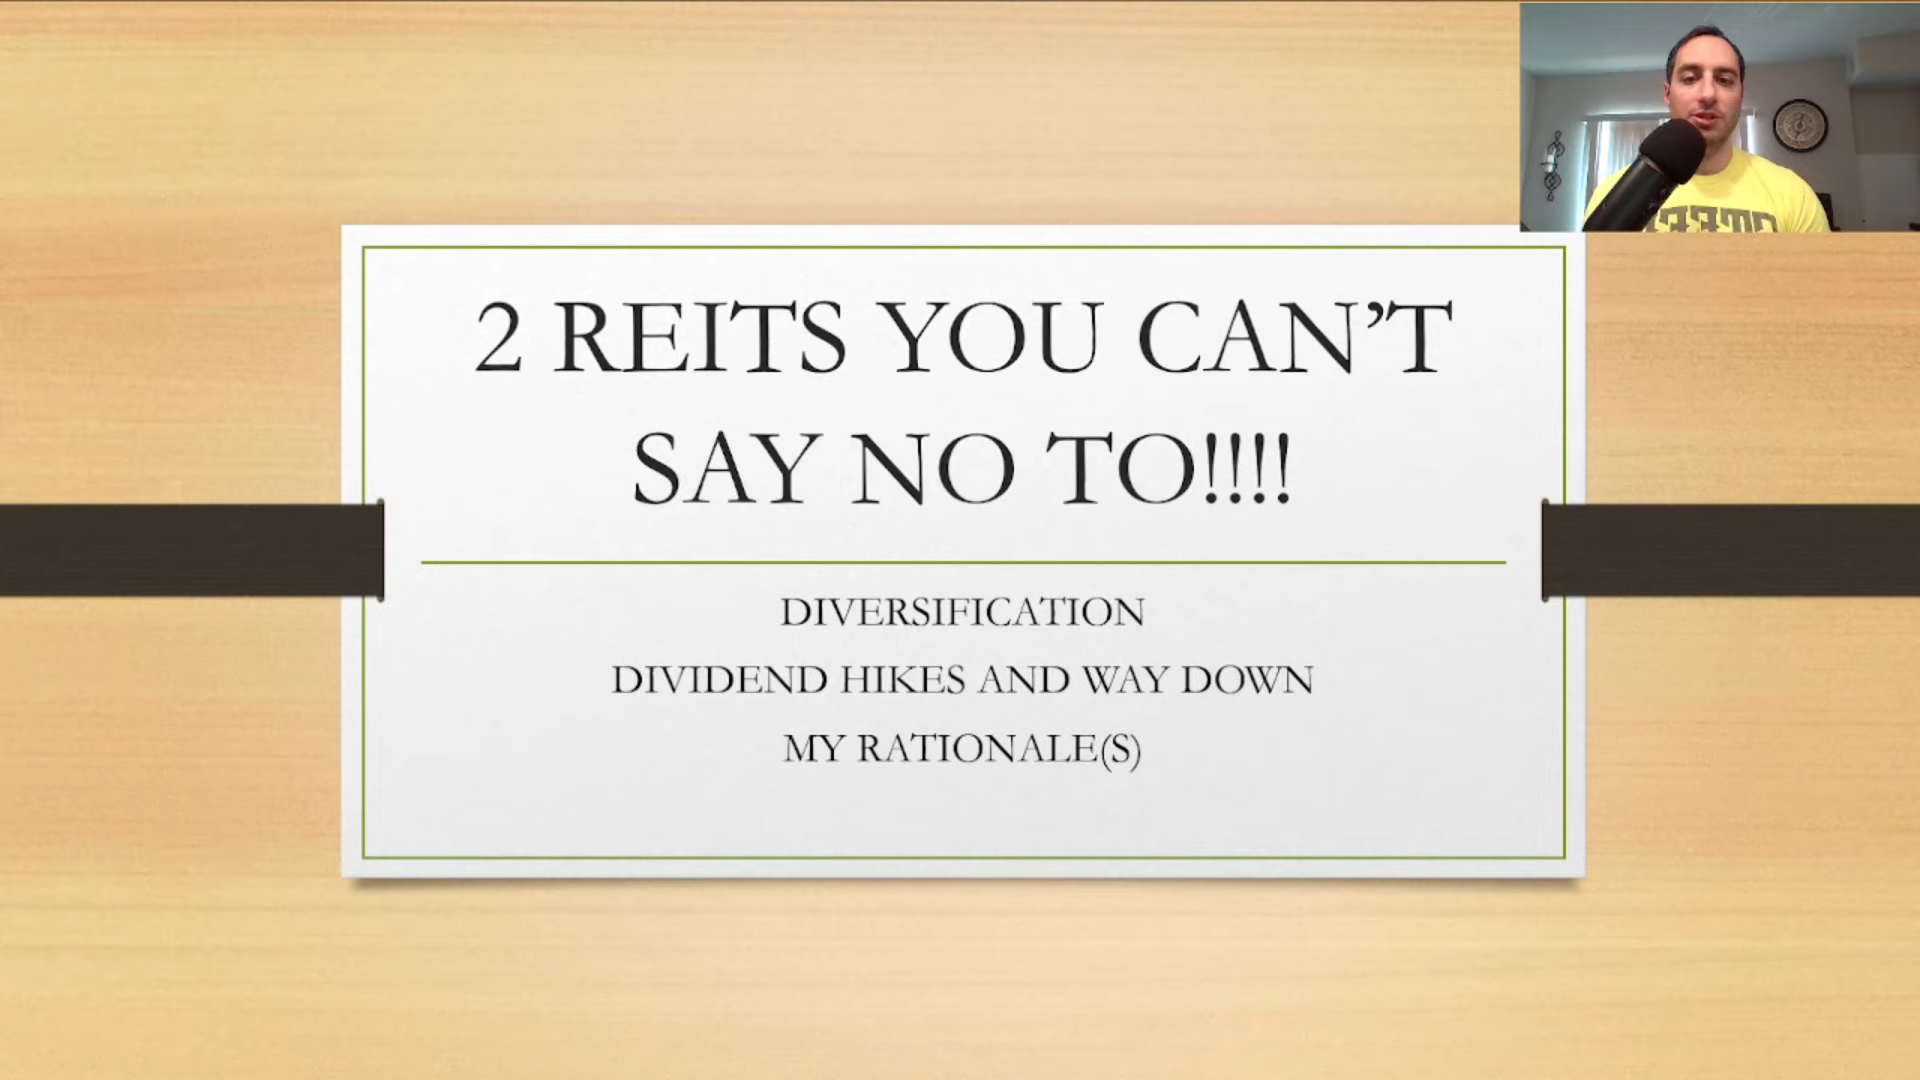 2 REITS YOU CAN’T
SAY NO TO!!!!
DIVERSIFICATION
DIVIDEND HIKES AND WAY DOWN
MY RATIONALE(S)